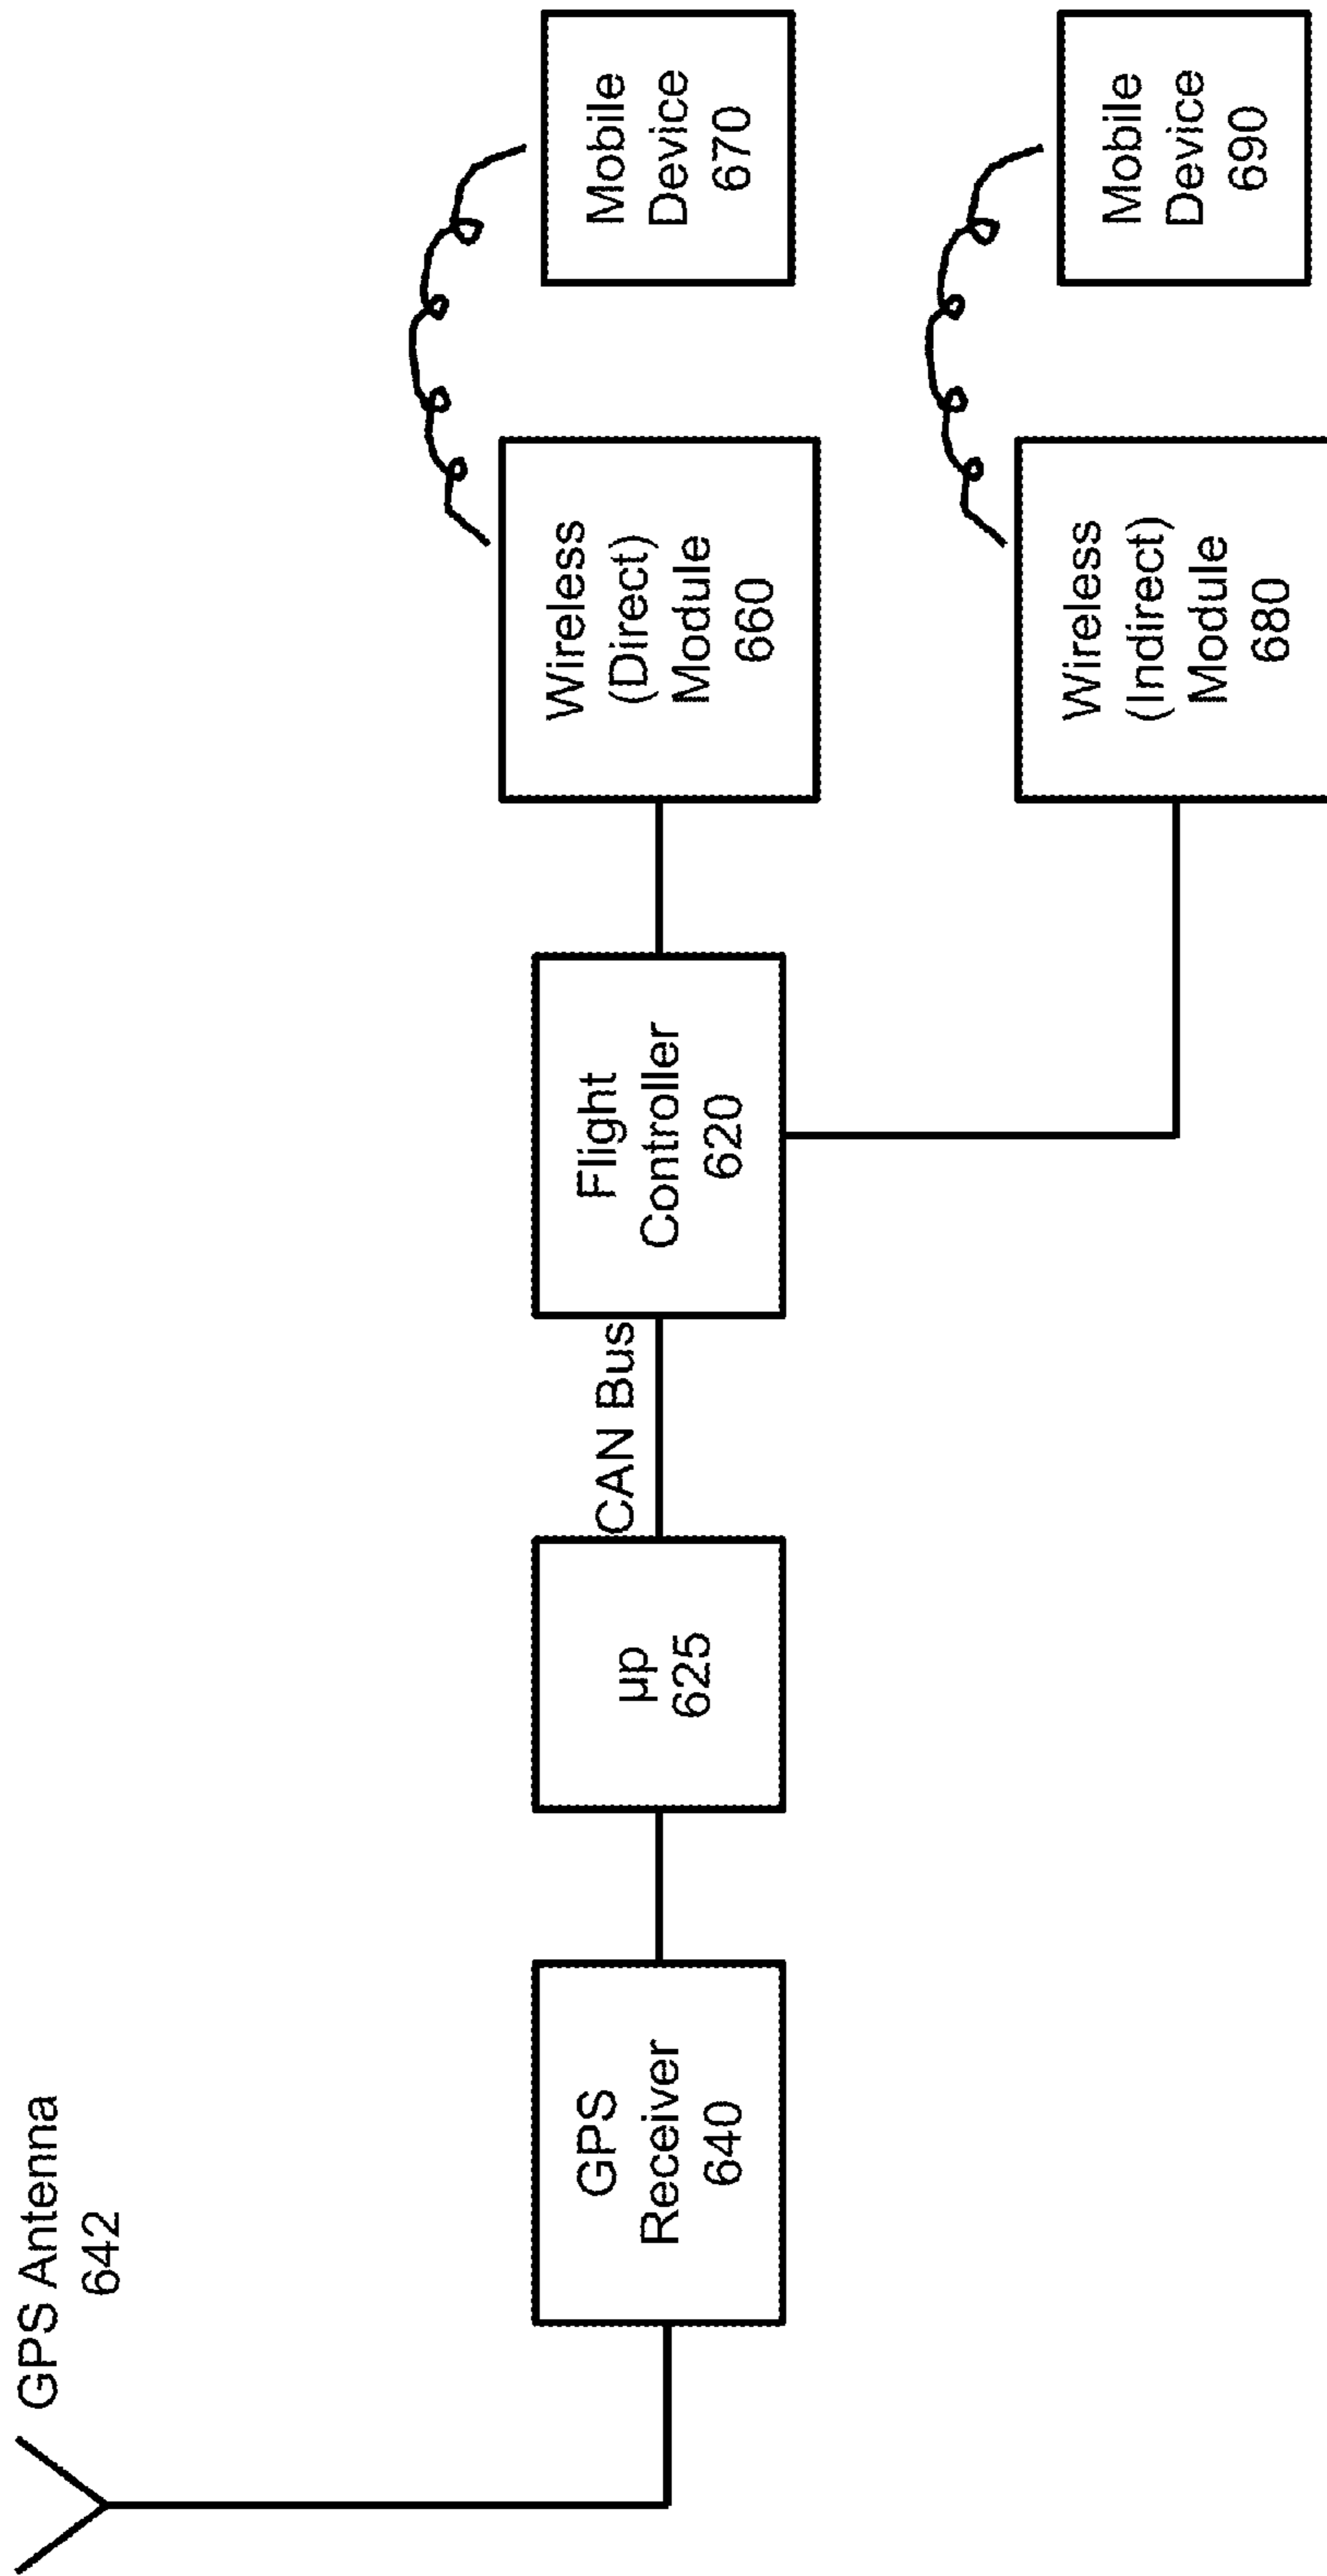 GPS Antenna
642
GPS
Receiver
640
µp
625
CAN Bus
Flight
Controller
620
Wireless
(Direct)
Module
660
Mobile
Device
670
Wireless
(Indirect)
Module
680
Mobile
Device
690